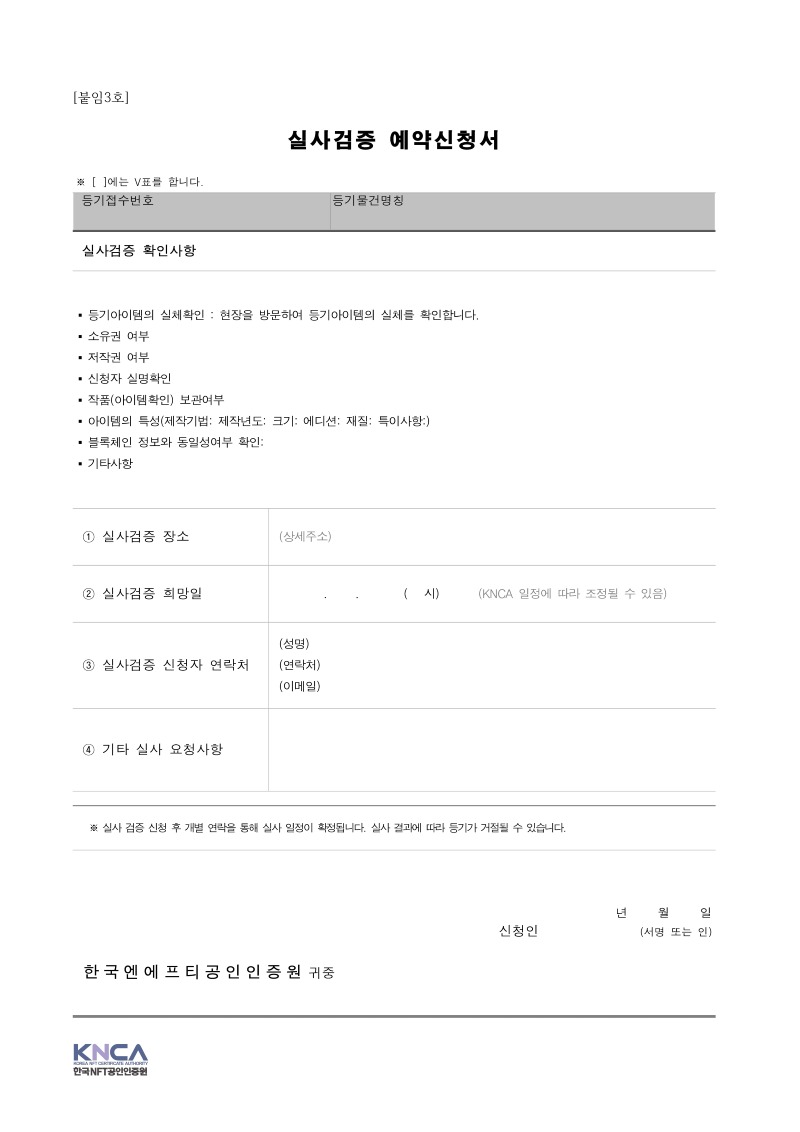 [붙임3호]
실사검증 예약신청서
※ [ ]에는 V표를 합니다.
등기접수번호 등기물건명칭
실사검증 확인사항
▪ 등기아이템의 실체확인 : 현장을 방문하여 등기아이템의 실체를 확인합니다.
▪ 소유권 여부
▪ 저작권 여부
▪ 신청자 실명확인
▪ 작품(아이템확인) 보관여부
▪ 아이템의 특성(제작기법: 제작년도: 크기: 에디션: 재질: 특이사항:)
▪ 블록체인 정보와 동일성여부 확인:
▪ 기타사항
① 실사검증 장소 (상세주소)
② 실사검증 희망일 . . ( 시) (KNCA 일정에 따라 조정될 수 있음)
③ 실사검증 신청자 연락처
(성명)
(연락처)
(이메일)
④ 기타 실사 요청사항
※ 실사 검증 신청 후 개별 연락을 통해 실사 일정이 확정됩니다. 실사 결과에 따라 등기가 거절될 수 있습니다.
년 월 일
신청인 (서명 또는 인)
한국엔에프티공인인증원 귀중
KNCA
KOREA NFT CERTIFICATE AUTHORITY
한국NFT공인인증원